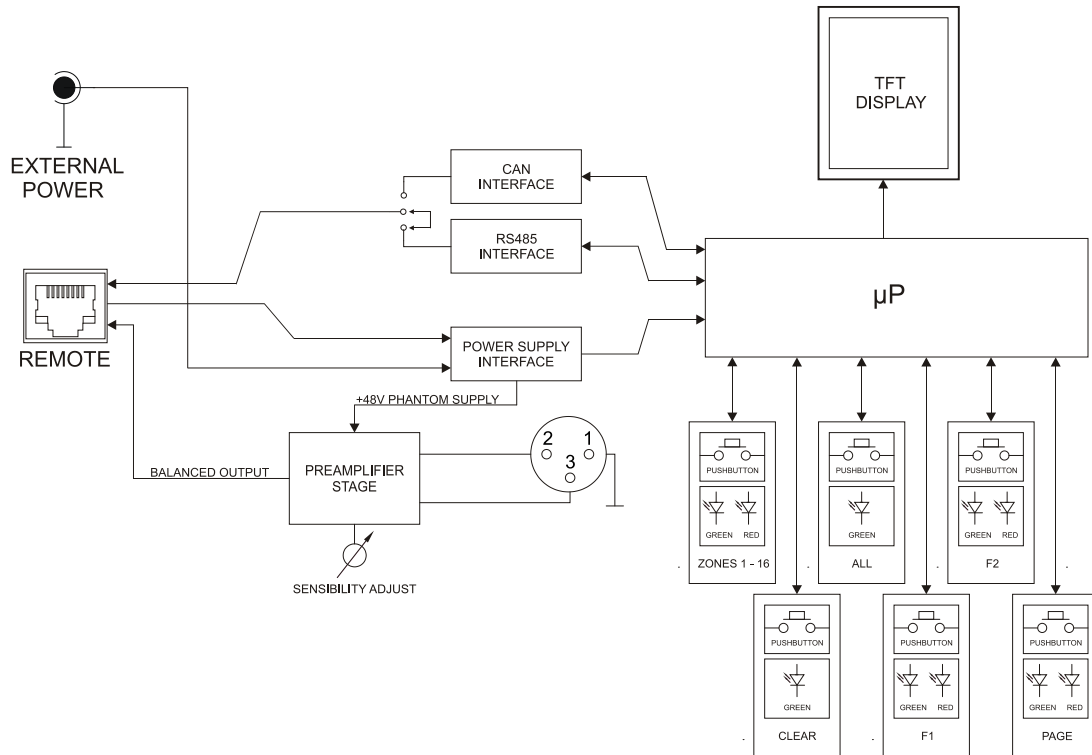 TFT
DISPLAY
EXTERNAL
POWER
CAN
INTERFACE
RS485
INTERFACE
µP
REMOTE
POWER SUPPLY
INTERFACE
+48V PHANTOM SUPPLY
BALANCED OUTPUT
PREAMPLIFIER
STAGE
2 1
3
SENSIBILITY ADJUST
PUSHBUTTON
GREEN RED
ZONES 1 - 16
PUSHBUTTON
GREEN
ALL
PUSHBUTTON
GREEN RED
F2
PUSHBUTTON
GREEN
CLEAR
PUSHBUTTON
GREEN RED
F1
PUSHBUTTON
GREEN RED
PAGE